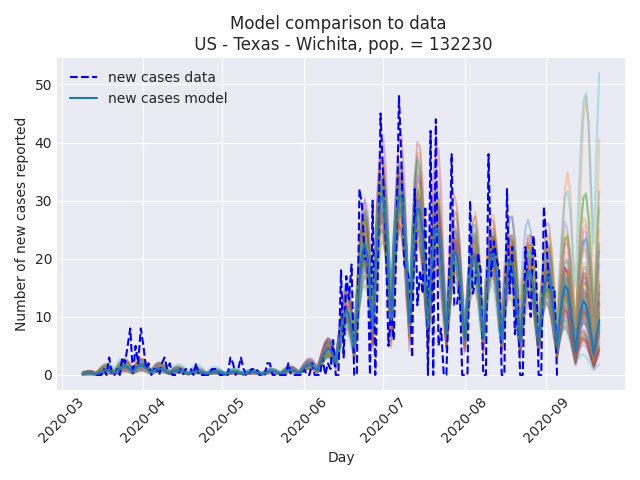 Model comparison to data
US - Texas - Wichita, pop. = 132230
new cases data
new cases model
Number of new cases reported
50
40
30
20
10
0
2020-03
2020-04
2020-05
2020-06
2020-07
2020-08
2020-09
Day